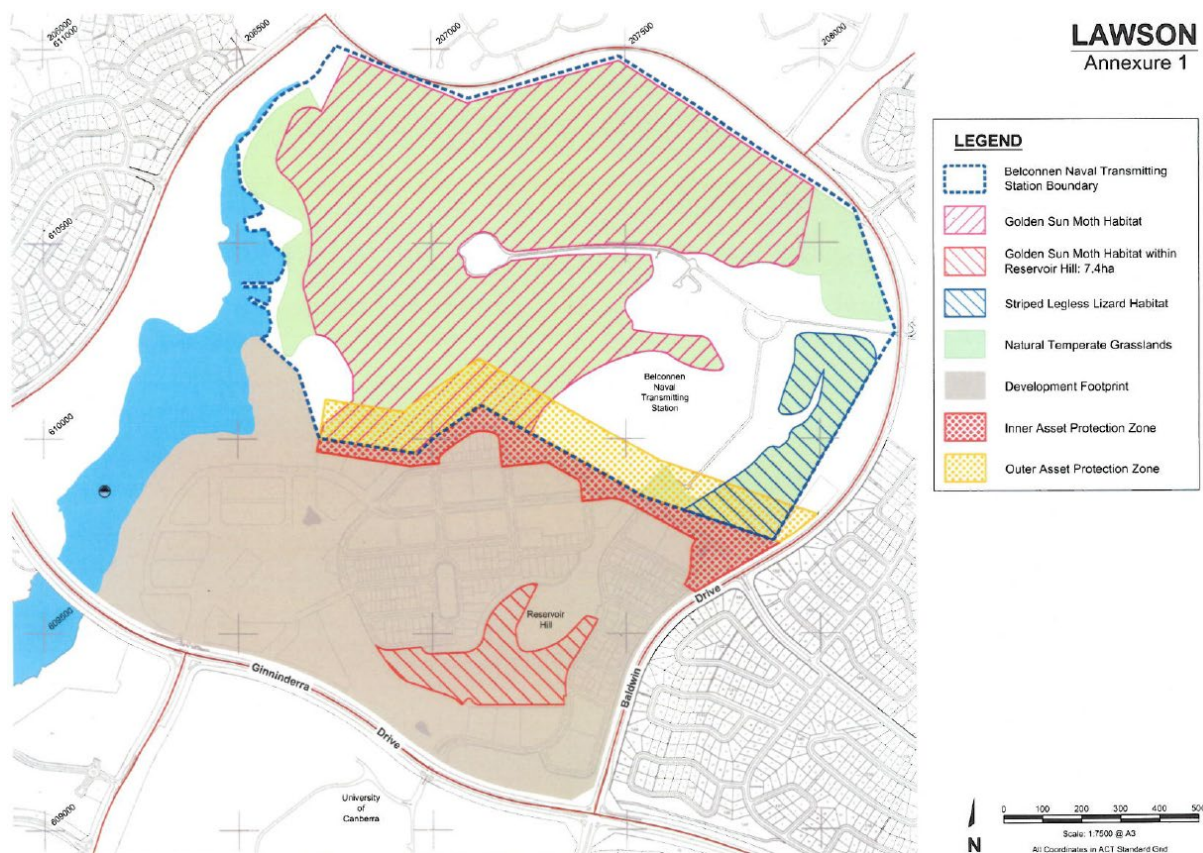 LAWSON
Annexure 1
206000
611000
206500
207000
207500
208000
610500
610000
609500
609000
Belconnen
Naval
Transmitting
Station
Reservoir
Hill
Ginninderra
Drive
Baldwin
Drive
University
of
Canberra
LEGEND
Belconnen Naval Transmitting
Station Boundary
Golden Sun Moth Habitat
Golden Sun Moth Habitat within
Reservoir Hill: 7.4ha
Striped Legless Lizard Habitat
Natural Temperate Grasslands
Development Footprint
Inner Asset Protection Zone
Outer Asset Protection Zone
N
0 100 200 300 400 500
Scale: 1:7500 @ A3
All Coordinates in ACT Standard Grid